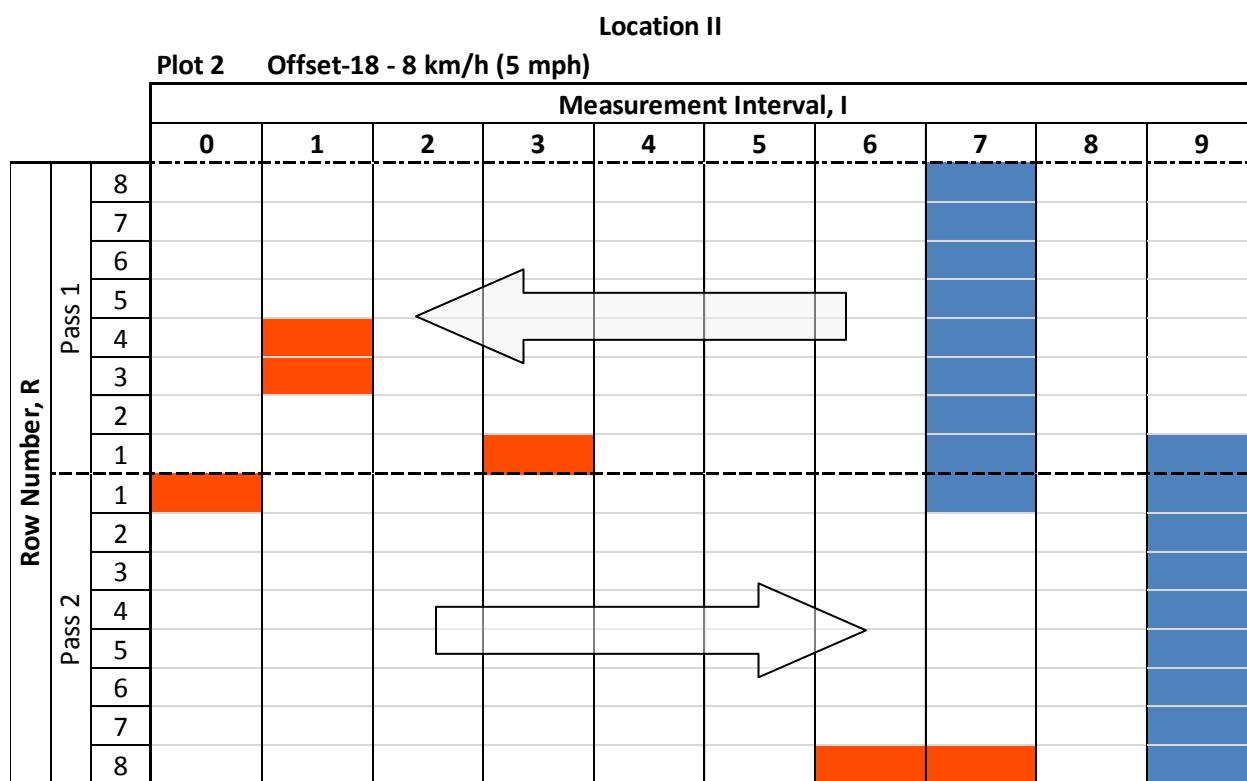 Location II
Plot 2 Offset-18 - 8 km/h (5 mph)
Measurement Interval, I
0 1 2 3 4 5 6 7 8 9
Row Number, R
Pass 1
8
7
6
5
4
3
2
1
Pass 2
1
2
3
4
5
6
7
8